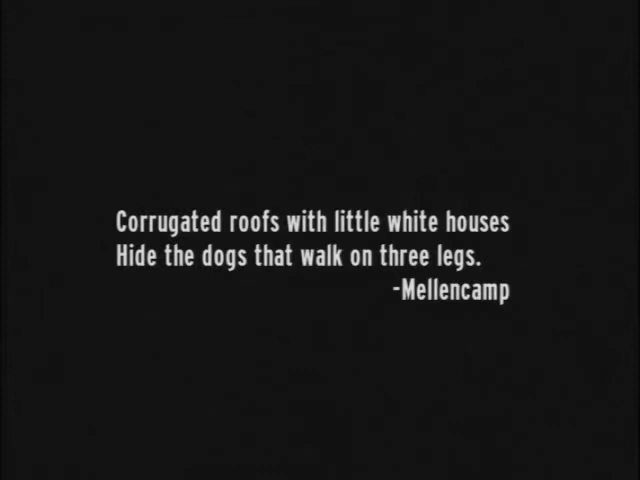 Corrugated roofs with little white houses
Hide the dogs that walk on three legs.
-Mellencamp